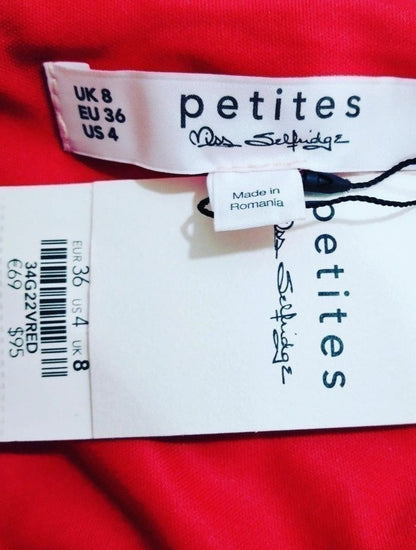 UK 8
EU 36
US 4
petites
Miss Selfridge
Made in
Romania
petites
Miss Selfridge
EUR 36 US 4 UK 8
34G22VRED
€69 $95